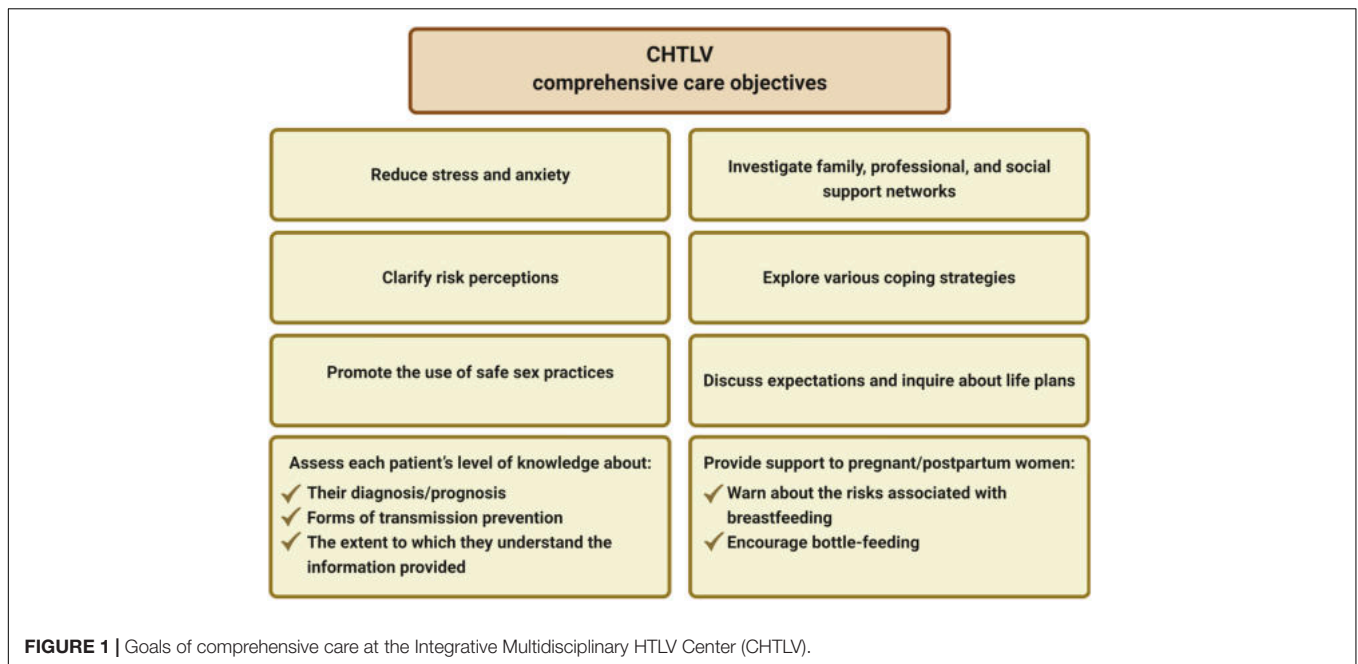 CHTLV
comprehensive care objectives
Reduce stress and anxiety
Investigate family, professional, and social
support networks
Clarify risk perceptions
Explore various coping strategies
Promote the use of safe sex practices
Discuss expectations and inquire about life plans
Assess each patient's level of knowledge about:
✓ Their diagnosis/prognosis
✓ Forms of transmission prevention
✓ The extent to which they understand the
information provided
Provide support to pregnant/postpartum women:
✓ Warn about the risks associated with
breastfeeding
✓ Encourage bottle-feeding
FIGURE 1 | Goals of comprehensive care at the Integrative Multidisciplinary HTLV Center (CHTLV).